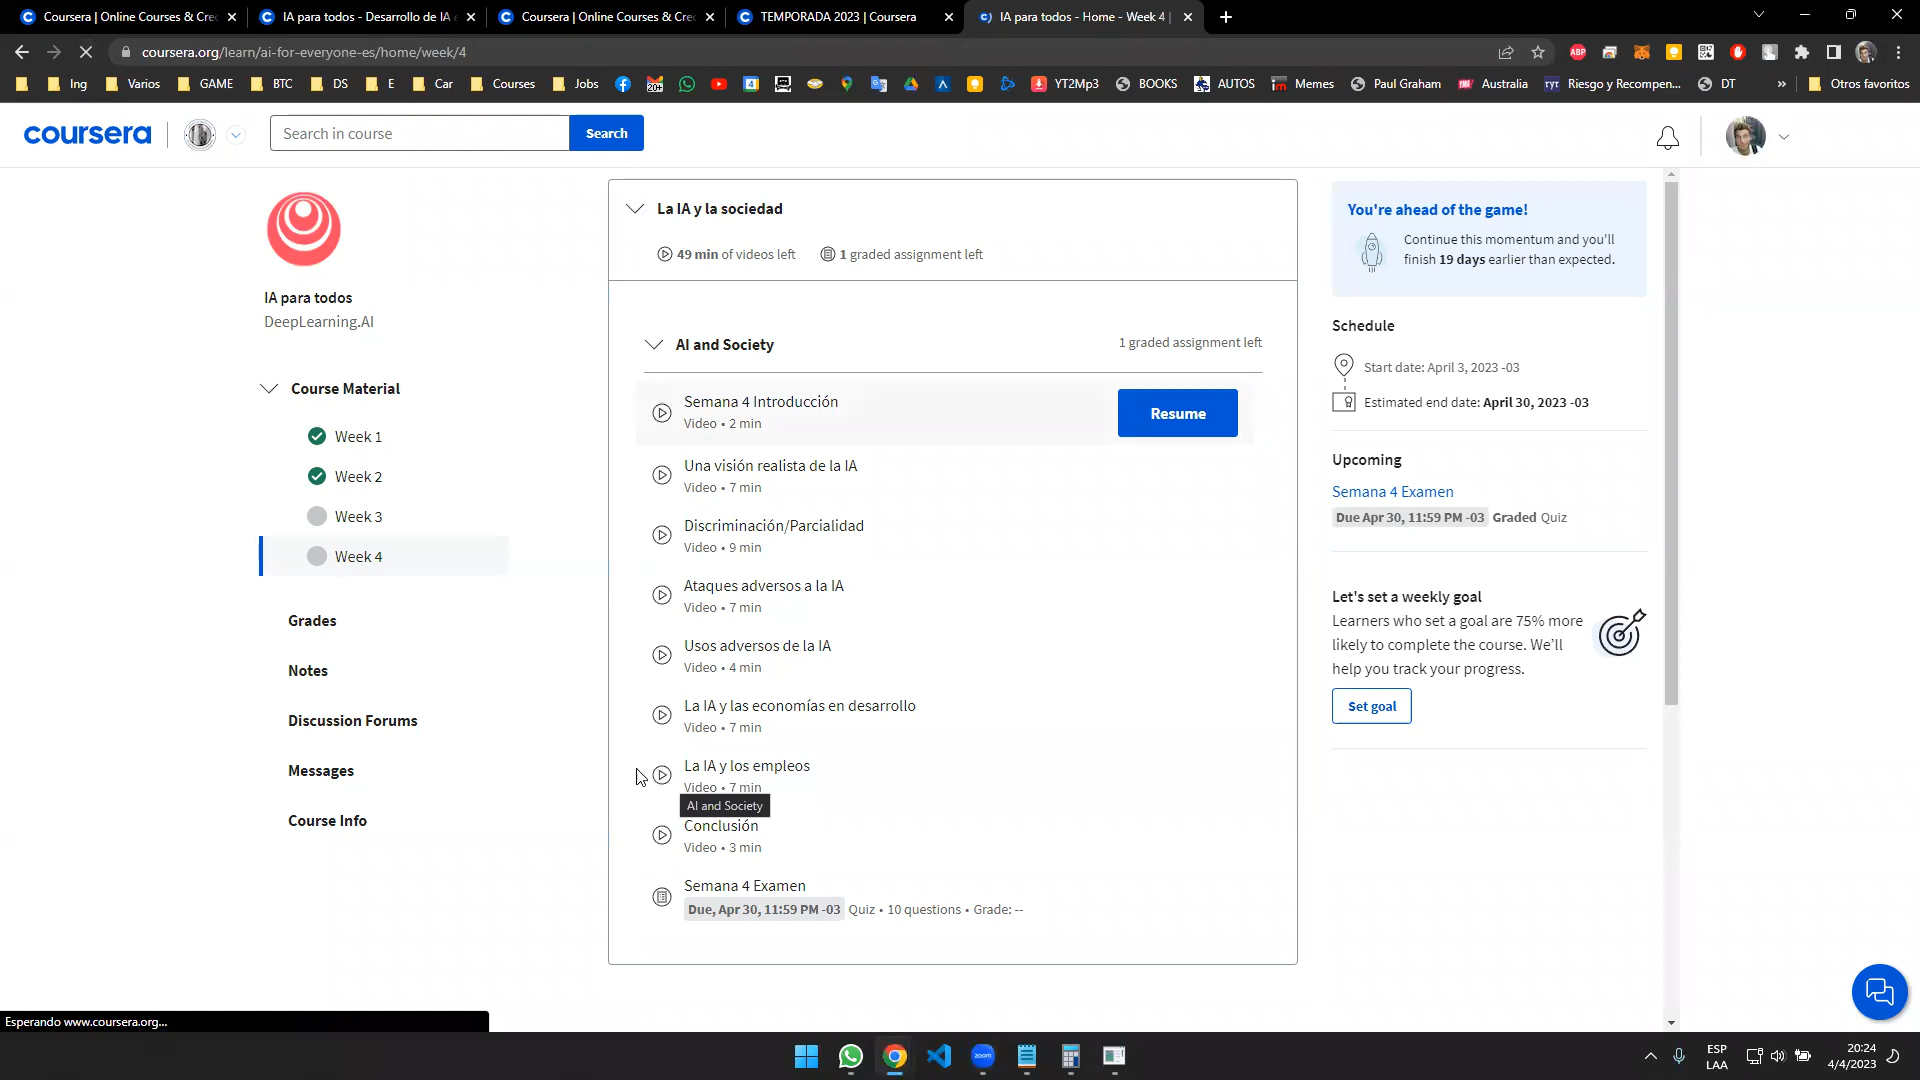 Coursera | Online Courses & Cre
IA para todos - Desarrollo de IA e
Coursera | Online Courses & Cre
TEMPORADA 2023 | Coursera
IA para todos - Home - Week 4 |
coursera.org/learn/ai-for-everyone-es/home/week/4
ABP
Ing
Varios
GAME
BTC
DS
E
Car
Courses
Jobs
20+
YT2Mp3
BOOKS
AUTOS
Memes
Paul Graham
Australia
TYT
Riesgo y Recompen...
DT
»
Otros favoritos
coursera
Search in course
Search
IA para todos
DeepLearning.AI
Course Material
Week 1
Week 2
Week 3
Week 4
Grades
Notes
Discussion Forums
Messages
Course Info
La IA y la sociedad
49 min of videos left
1 graded assignment left
AI and Society
1 graded assignment left
Semana 4 Introducción
Video • 2 min
Resume
Una visión realista de la IA
Video • 7 min
Discriminación/Parcialidad
Video • 9 min
Ataques adversos a la IA
Video • 7 min
Usos adversos de la IA
Video • 4 min
La IA y las economías en desarrollo
Video • 7 min
La IA y los empleos
Video • 7 min
AI and Society
Conclusión
Video • 3 min
Semana 4 Examen
Due, Apr 30, 11:59 PM -03 Quiz • 10 questions • Grade: --
You're ahead of the game!
Continue this momentum and you'll
finish 19 days earlier than expected.
Schedule
Start date: April 3, 2023 -03
Estimated end date: April 30, 2023 -03
Upcoming
Semana 4 Examen
Due Apr 30, 11:59 PM -03 Graded Quiz
Let's set a weekly goal
Learners who set a goal are 75% more
likely to complete the course. We'll
help you track your progress.
Set goal
Esperando www.coursera.org...
zoom
ESP
LAA
20:24
4/4/2023